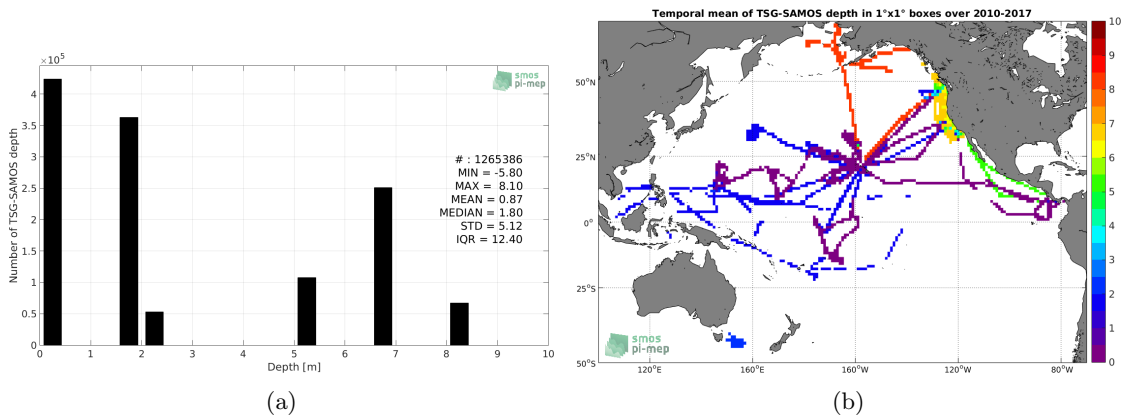 ×10⁵
4
3.5
3
2.5
2
1.5
1
0.5
0
Number of TSG-SAMOS depth
0 1 2 3 4 5 6 7 8 9 10
Depth [m]
smos
pi-mep
# : 1265386
MIN = -5.80
MAX = 8.10
MEAN = 0.87
MEDIAN = 1.80
STD = 5.12
IQR = 12.40
(a)
Temporal mean of TSG-SAMOS depth in 1°x1° boxes over 2010-2017
50°N
25°N
0°
25°S
50°S
120°E 160°E 160°W 120°W 80°W
smos
pi-mep
10
9
8
7
6
5
4
3
2
1
0
(b)